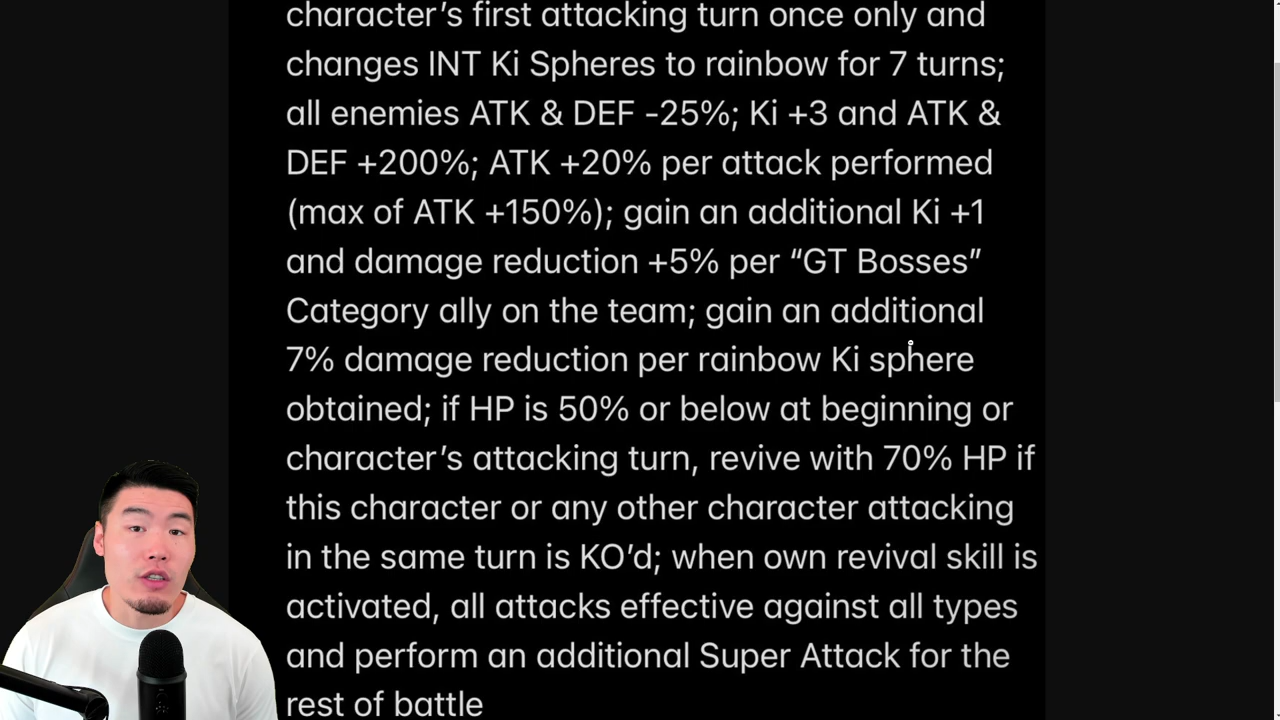 character’s first attacking turn once only and
changes INT Ki Spheres to rainbow for 7 turns;
all enemies ATK & DEF -25%; Ki +3 and ATK &
DEF +200%; ATK +20% per attack performed
(max of ATK +150%); gain an additional Ki +1
and damage reduction +5% per “GT Bosses”
Category ally on the team; gain an additional
7% damage reduction per rainbow Ki sphere
obtained; if HP is 50% or below at beginning or
character’s attacking turn, revive with 70% HP if
this character or any other character attacking
in the same turn is KO’d; when own revival skill is
activated, all attacks effective against all types
and perform an additional Super Attack for the
rest of battle